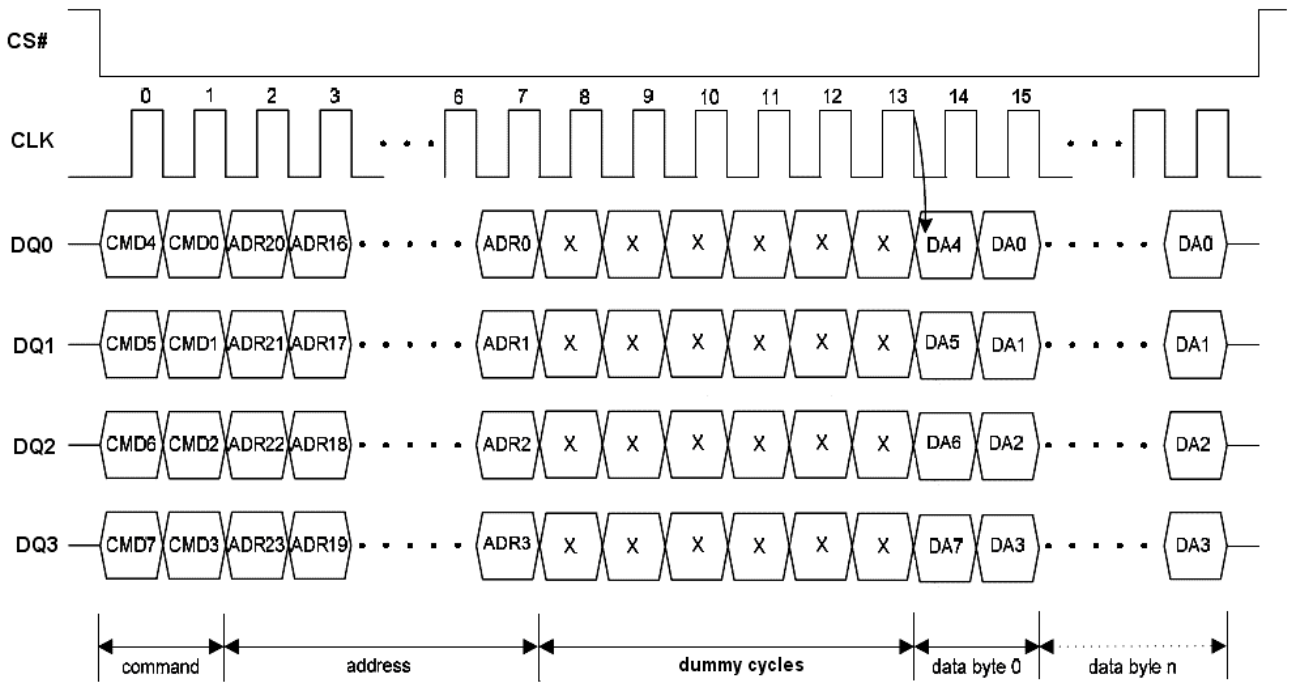 CS#
0 1 2 3 6 7 8 9 10 11 12 13 14 15
CLK
DQ0 CMD4 CMD0 ADR20 ADR16 ADR0 X X X X X X DA4 DA0 DA0
DQ1 CMD5 CMD1 ADR21 ADR17 ADR1 X X X X X X DA5 DA1 DA1
DQ2 CMD6 CMD2 ADR22 ADR18 ADR2 X X X X X X DA6 DA2 DA2
DQ3 CMD7 CMD3 ADR23 ADR19 ADR3 X X X X X X DA7 DA3 DA3
command address dummy cycles data byte 0 data byle n